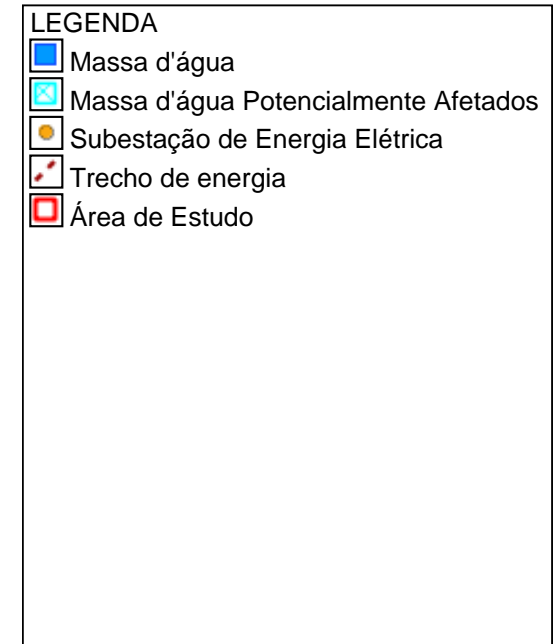 LEGENDA
Massa d'água
Massa d'água Potencialmente Afetados
Subestação de Energia Elétrica
Trecho de energia
Área de Estudo